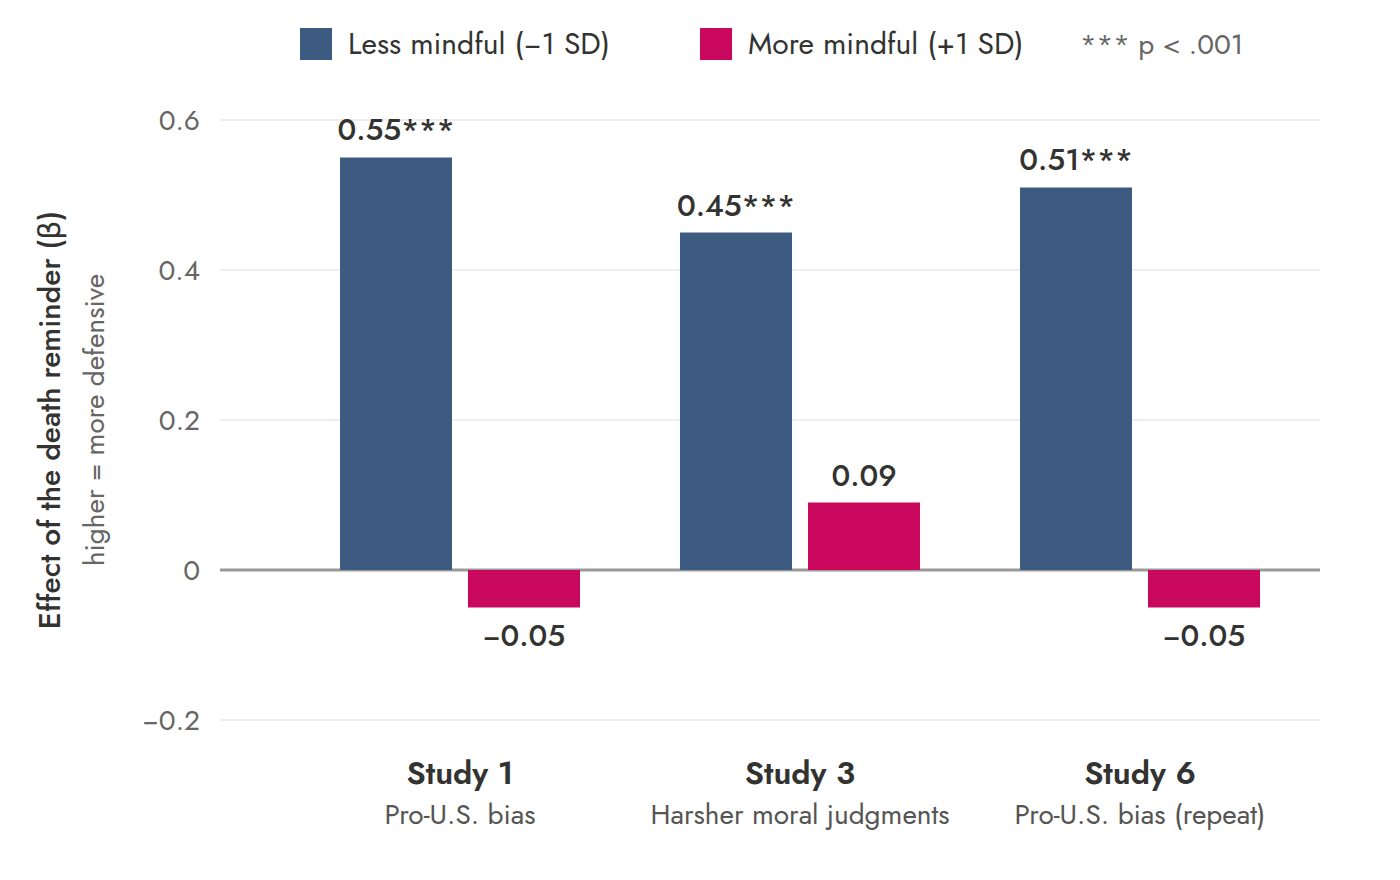 Less mindful (−1 SD)
More mindful (+1 SD)
*** p < .001
Effect of the death reminder (β)
higher = more defensive
0.6
0.4
0.2
0
−0.2
0.55***
−0.05
0.45***
0.09
0.51***
−0.05
Study 1
Pro-U.S. bias
Study 3
Harsher moral judgments
Study 6
Pro-U.S. bias (repeat)